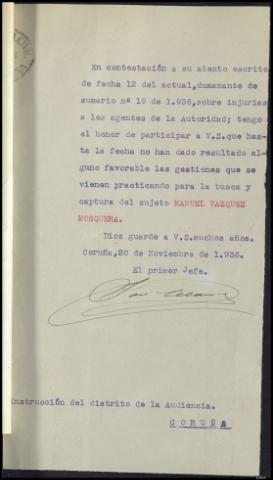 En contestación a su atento escrito
de fecha 12 del actual,dumanante de
sumario nº 19 de 1.936,sobre injurias
a los agentes de la Autoridad; tengo
el honor de participar a V.S.que has-
ta la fecha no han dado resultado al-
guno favorable las gestiones que se
vienen practicando para la busca y
captura del sujeto MANUEL VAZQUEZ
MOSQUERA.
Dios guarde a V.S.muchos años.
Coruña,20 de Noviembre de 1.936.
El primer Jefe.
Instrucción del distrito de la Audiencia.
CORUÑA